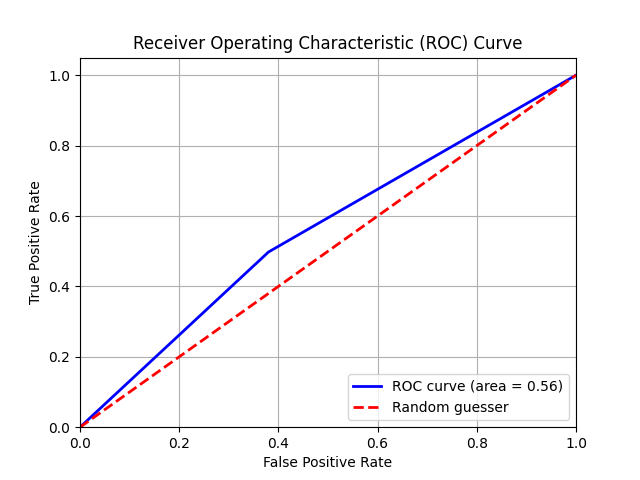 Receiver Operating Characteristic (ROC) Curve
True Positive Rate
1.0
0.8
0.6
0.4
0.2
0.0
ROC curve (area = 0.56)
Random guesser
0.0 0.2 0.4 0.6 0.8 1.0
False Positive Rate